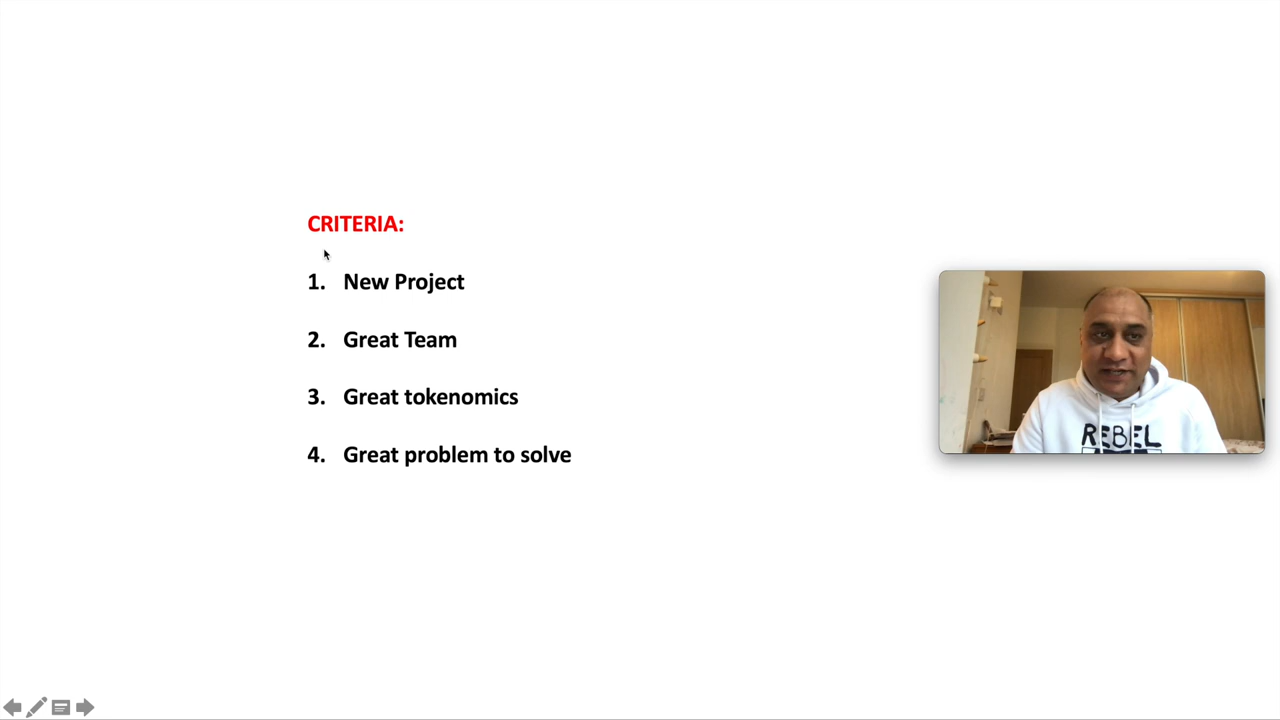 CRITERIA:
1. New Project
2. Great Team
3. Great tokenomics
4. Great problem to solve
REBEL